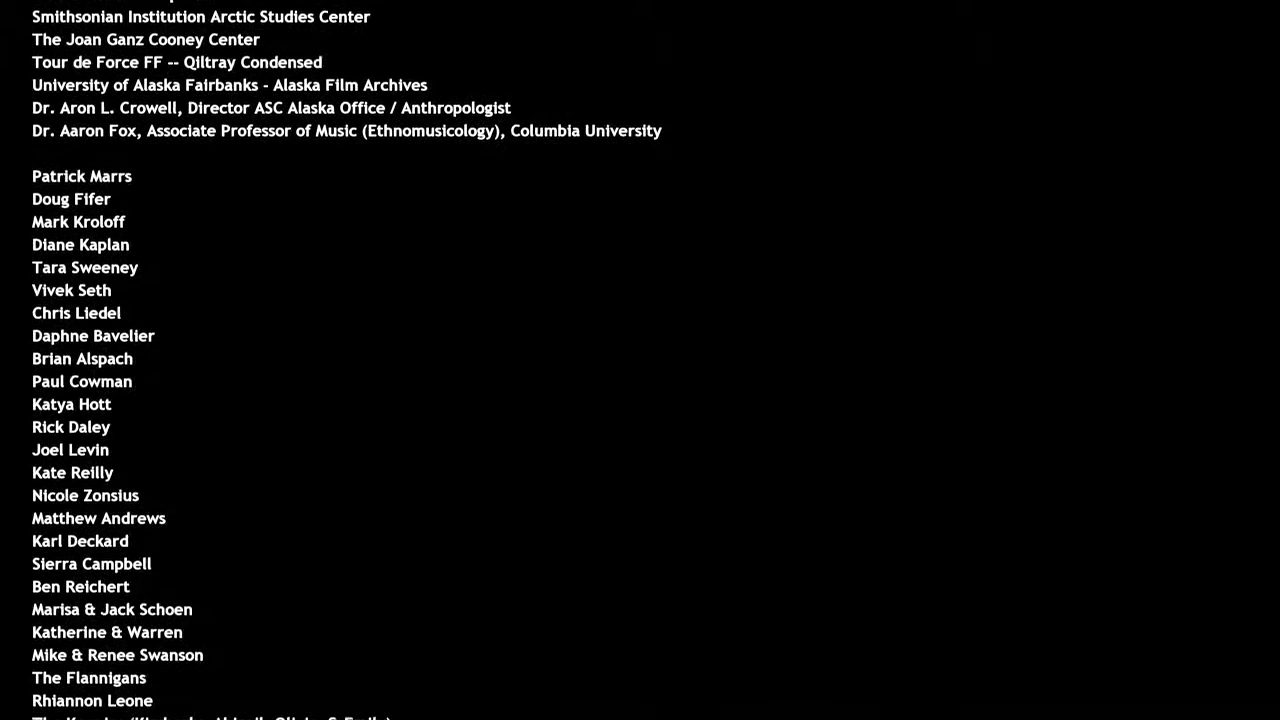 Smithsonian Institution Arctic Studies Center
The Joan Ganz Cooney Center
Tour de Force FF -- Qiltray Condensed
University of Alaska Fairbanks - Alaska Film Archives
Dr. Aron L. Crowell, Director ASC Alaska Office / Anthropologist
Dr. Aaron Fox, Associate Professor of Music (Ethnomusicology), Columbia University
Patrick Marrs
Doug Fifer
Mark Kroloff
Diane Kaplan
Tara Sweeney
Vivek Seth
Chris Liedel
Daphne Bavelier
Brian Alspach
Paul Cowman
Katya Hott
Rick Daley
Joel Levin
Kate Reilly
Nicole Zonsius
Matthew Andrews
Karl Deckard
Sierra Campbell
Ben Reichert
Marisa & Jack Schoen
Katherine & Warren
Mike & Renee Swanson
The Flannigans
Rhiannon Leone